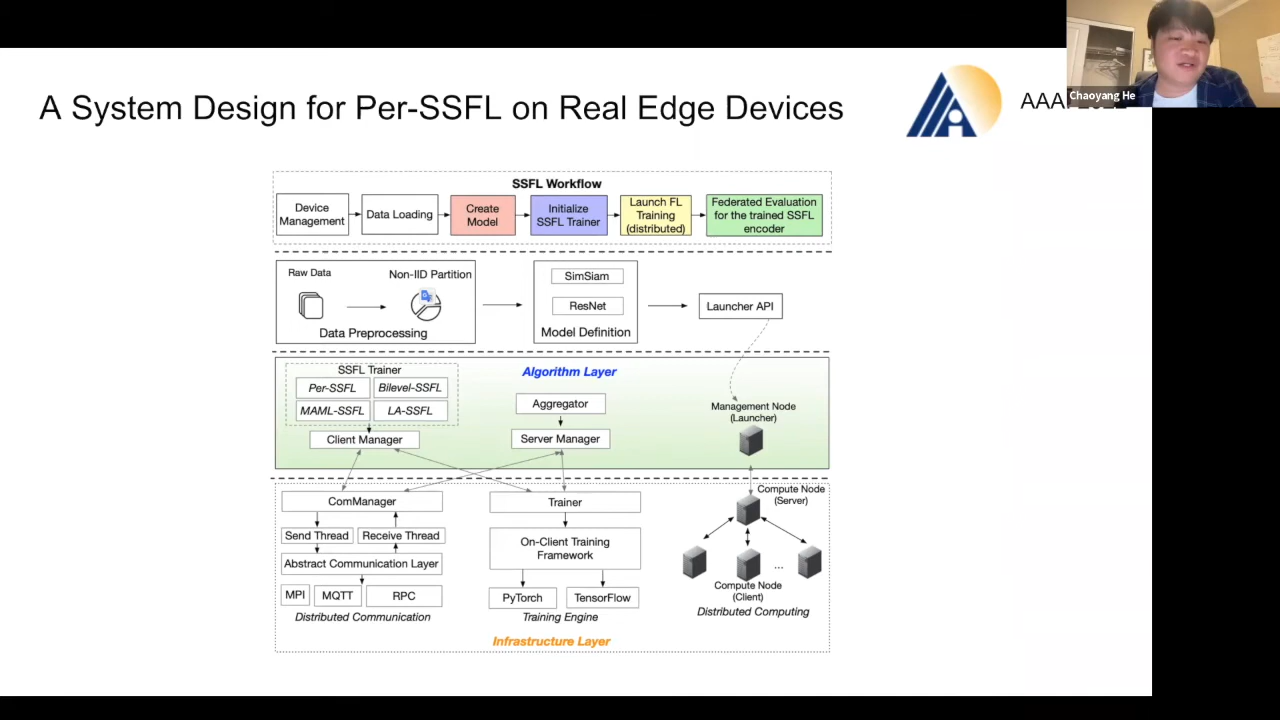 A System Design for Per-SSFL on Real Edge Devices
Chaoyang He
SSFL Workflow
Device
Management
Data Loading
Create
Model
Initialize
SSFL Trainer
Launch FL
Training
(distributed)
Federated Evaluation
for the trained SSFL
encoder
Raw Data
Non-IID Partition
Data Preprocessing
SimSiam
ResNet
Model Definition
Launcher API
SSFL Trainer
Per-SSFL
Bilevel-SSFL
MAML-SSFL
LA-SSFL
Client Manager
Algorithm Layer
Aggregator
Server Manager
Management Node
(Launcher)
ComManager
Send Thread
Receive Thread
Abstract Communication Layer
MPI
MQTT
RPC
Distributed Communication
Trainer
On-Client Training
Framework
PyTorch
TensorFlow
Training Engine
Compute Node
(Server)
...
Compute Node
(Client)
Distributed Computing
Infrastructure Layer